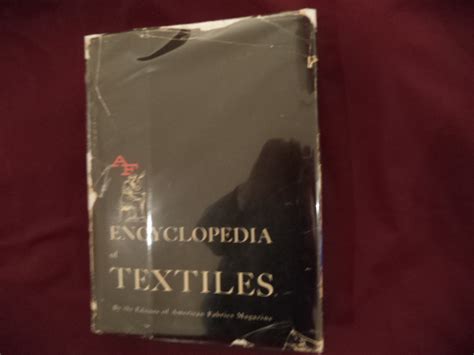 AF
ENCYCLOPEDIA
of
TEXTILES
By the Editors of American Fabrics Magazine